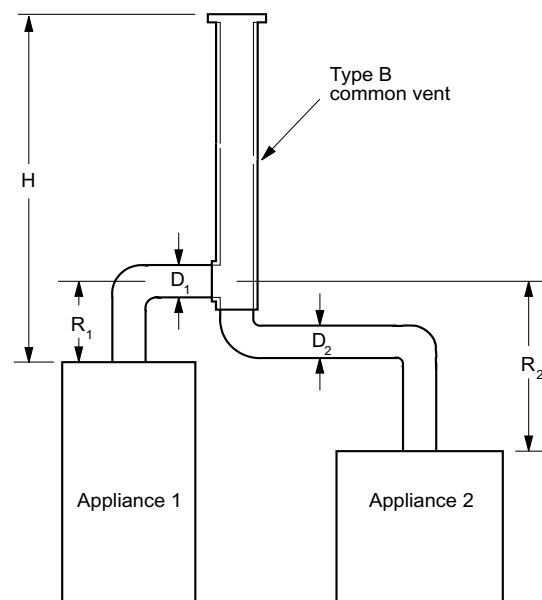 Type B
common vent
H
D1
R1
D2
R2
Appliance 1
Appliance 2